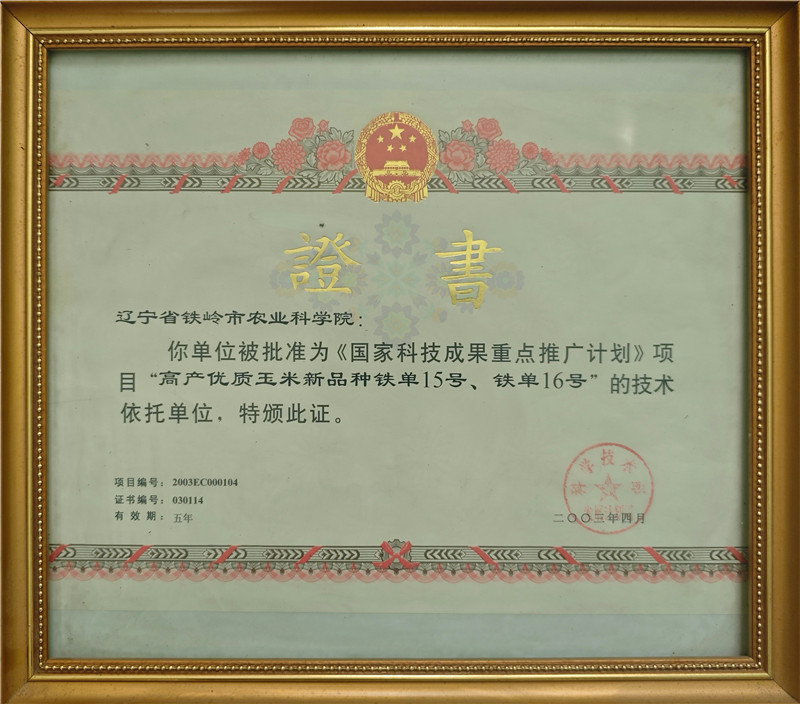 證書
辽宁省铁岭市农业科学院：
你单位被批准为《国家科技成果重点推广计划》项
目“高产优质玉米新品种铁单15号、铁单16号”的技术
依托单位，特颁此证。
项目编号：2003EC000104
证书编号：030114
有效期：五年
二〇〇三年四月